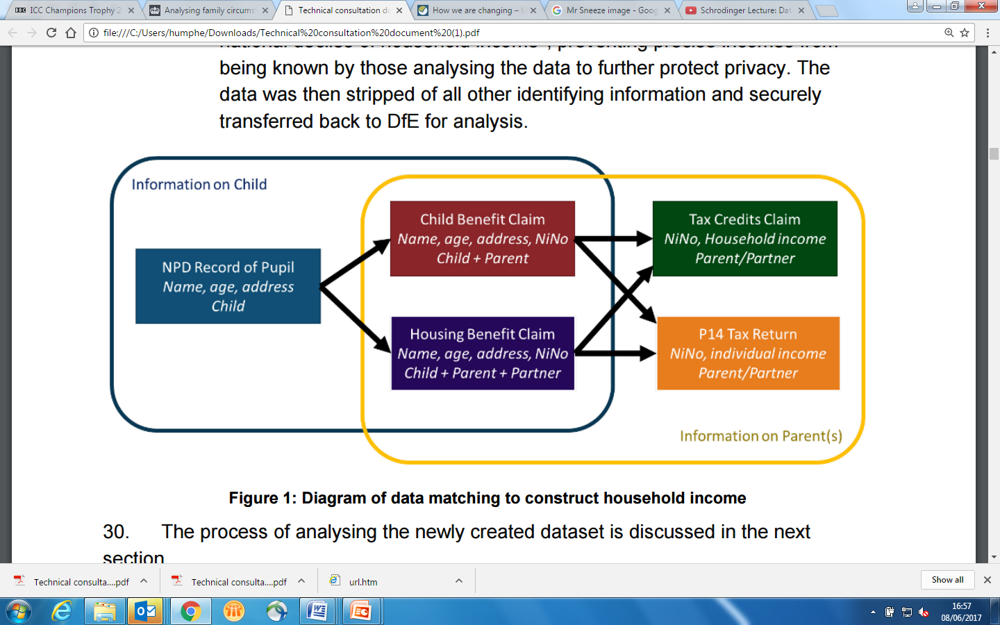 ICC Champions Trophy 2
Analysing family circums
Technical consultation do
How we are changing –
Mr Sneeze image - Goog
Schrodinger Lecture: Dat
file:///C:/Users/humphe/Downloads/Technical%20consultation%20document%20(1).pdf
being known by those analysing the data to further protect privacy. The
data was then stripped of all other identifying information and securely
transferred back to DfE for analysis.
Information on Child
NPD Record of Pupil
Name, age, address
Child
Child Benefit Claim
Name, age, address, NiNo
Child + Parent
Housing Benefit Claim
Name, age, address, NiNo
Child + Parent + Partner
Tax Credits Claim
NiNo, Household income
Parent/Partner
P14 Tax Return
NiNo, individual income
Parent/Partner
Information on Parent(s)
Figure 1: Diagram of data matching to construct household income
30. The process of analysing the newly created dataset is discussed in the next
section
Technical consulta....pdf
Technical consulta....pdf
url.htm
Show all
16:57
08/06/2017